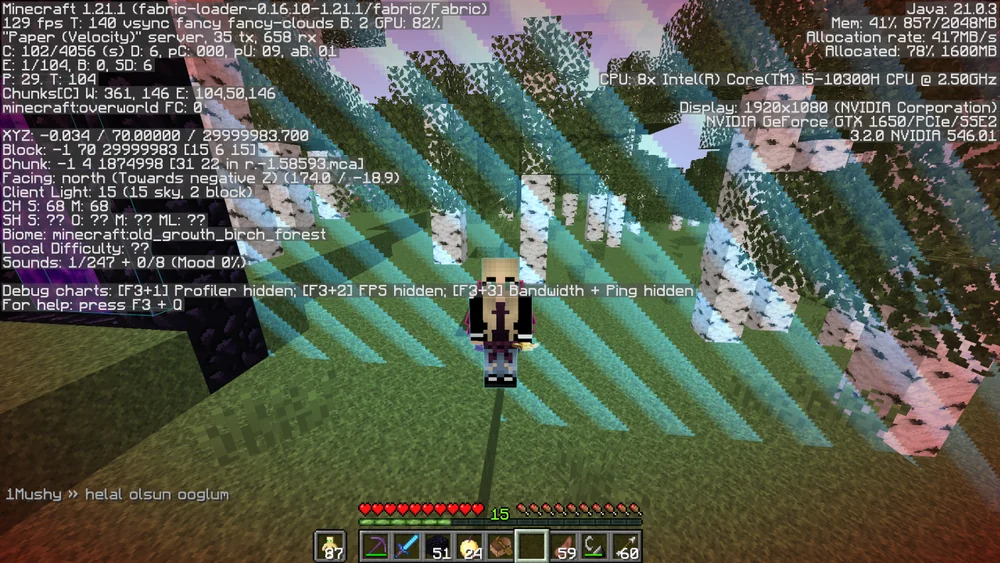 Minecraft 1.21.1 (fabric-loader-0.16.10-1.21.1/fabric/Fabric)
129 fps T: 140 vsync fancy fancy-clouds B: 2 GPU: 82%
"Paper (Velocity)" server, 35 tx, 658 rx
C: 102/4056 (s) D: 6, pC: 000, pU: 09, aB: 01
E: 1/104, B: 0, SD: 6
P: 29. T: 104
Chunks[C] W: 361, 146 E: 104,50,146
minecraft:overworld FC: 0
XYZ: -0.034 / 70.00000 / 29999983.700
Block: -1 70 29999983 [15 6 15]
Chunk: -1 4 1874998 [31 22 in r.-1.58593.mca]
Facing: north (Towards negative Z) (174.0 / -18.9)
Client Light: 15 (15 sky, 2 block)
CH S: 68 M: 68
SH S: ?? O: ?? M: ?? ML: ??
Biome: minecraft:old_growth_birch_forest
Local Difficulty: ??
Sounds: 1/247 + 0/8 (Mood 0%)
Debug charts: [F3+1] Profiler hidden; [F3+2] FPS hidden; [F3+3] Bandwidth + Ping hidden
For help: press F3 + Q
Java: 21.0.3
Mem: 41% 857/2048MB
Allocation rate: 417MB/s
Allocated: 78% 1600MB
CPU: 8x Intel(R) Core(TM) i5-10300H CPU @ 2.50GHz
Display: 1920x1080 (NVIDIA Corporation)
NVIDIA GeForce GTX 1650/PCIe/SSE2
3.2.0 NVIDIA 546.01
1Mushy » helal olsun ooglum
15
87 51 24 59 60